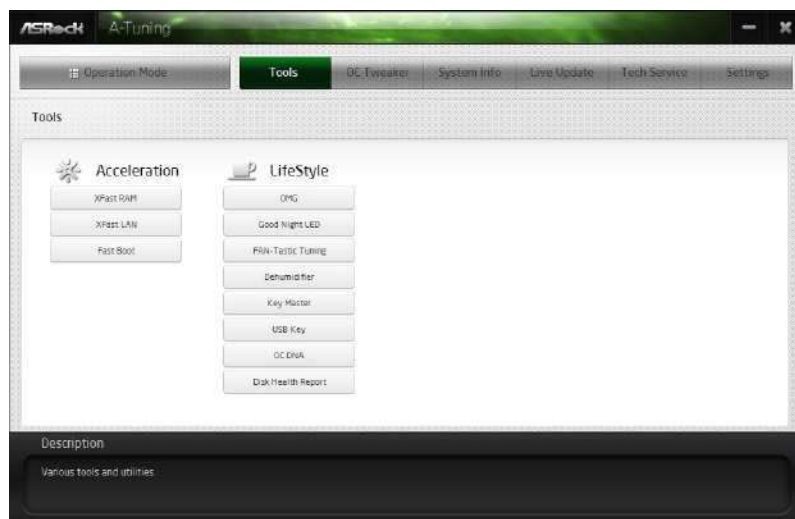 ASRock A-Tuning
Operation Mode Tools OC Tweaker System Info Live Update Tech Service Settings
Tools
Acceleration LifeStyle
XFast RAM OMG
XFast LAN Good Night LED
Fast Boot FAN-Tastic Tuning
Dehumidifier
Key Master
USB Key
OC DNA
Disk Health Report
Description
Various tools and utilities